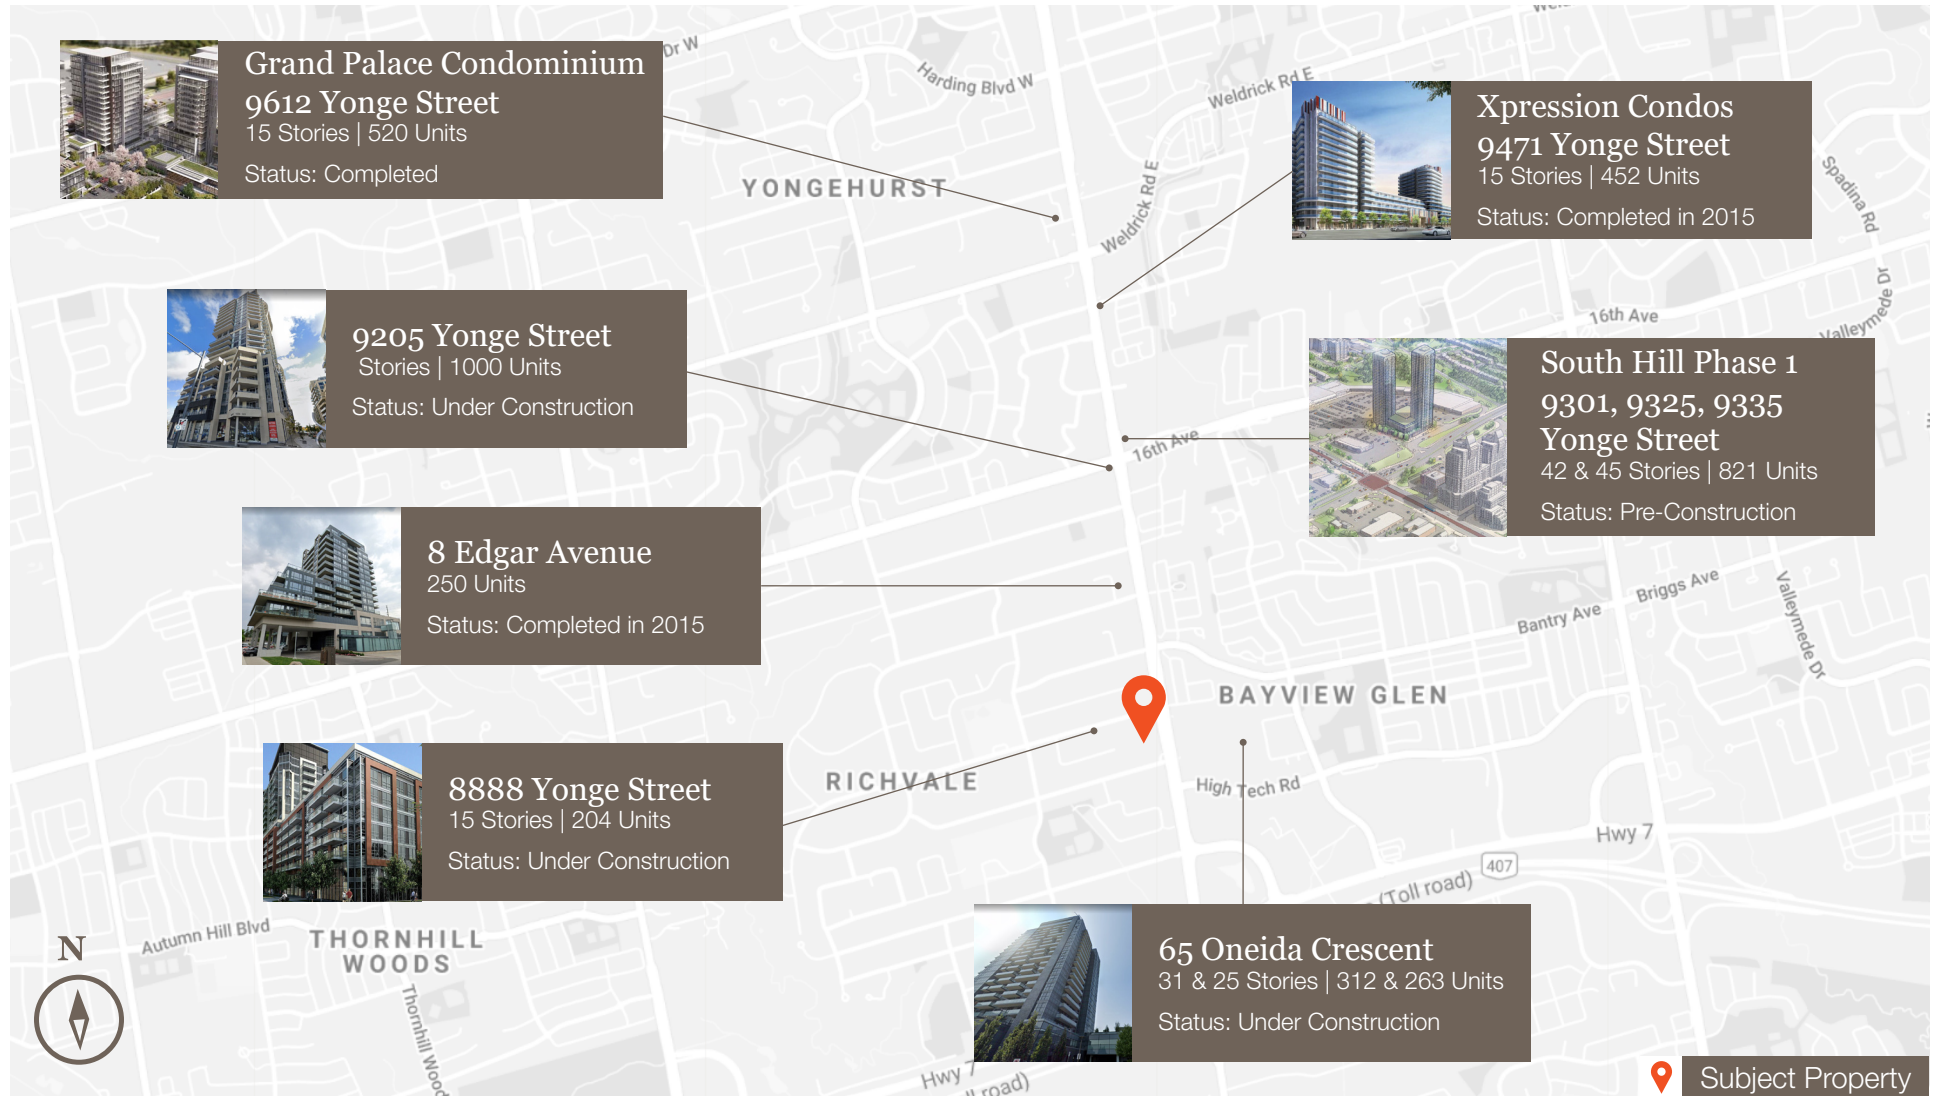 Grand Palace Condominium
9612 Yonge Street
15 Stories | 520 Units
Status: Completed
Dr W
Harding Blvd W
Weldrick Rd E
Xpression Condos
9471 Yonge Street
15 Stories | 452 Units
Status: Completed in 2015
Spadina Rd
YONGEHURST
Weldrick Rd E
9205 Yonge Street
Stories | 1000 Units
Status: Under Construction
16th Ave
Valleymede Dr
South Hill Phase 1
9301, 9325, 9335
Yonge Street
42 & 45 Stories | 821 Units
Status: Pre-Construction
16th Ave
8 Edgar Avenue
250 Units
Status: Completed in 2015
Bantry Ave
Briggs Ave
Valleymede Dr
BAYVIEW GLEN
RICHVALE
High Tech Rd
8888 Yonge Street
15 Stories | 204 Units
Status: Under Construction
Hwy 7
407
(Toll road)
Autumn Hill Blvd
THORNHILL
WOODS
N
65 Oneida Crescent
31 & 25 Stories | 312 & 263 Units
Status: Under Construction
Thornhill Wood
Hwy 7
road)
Subject Property